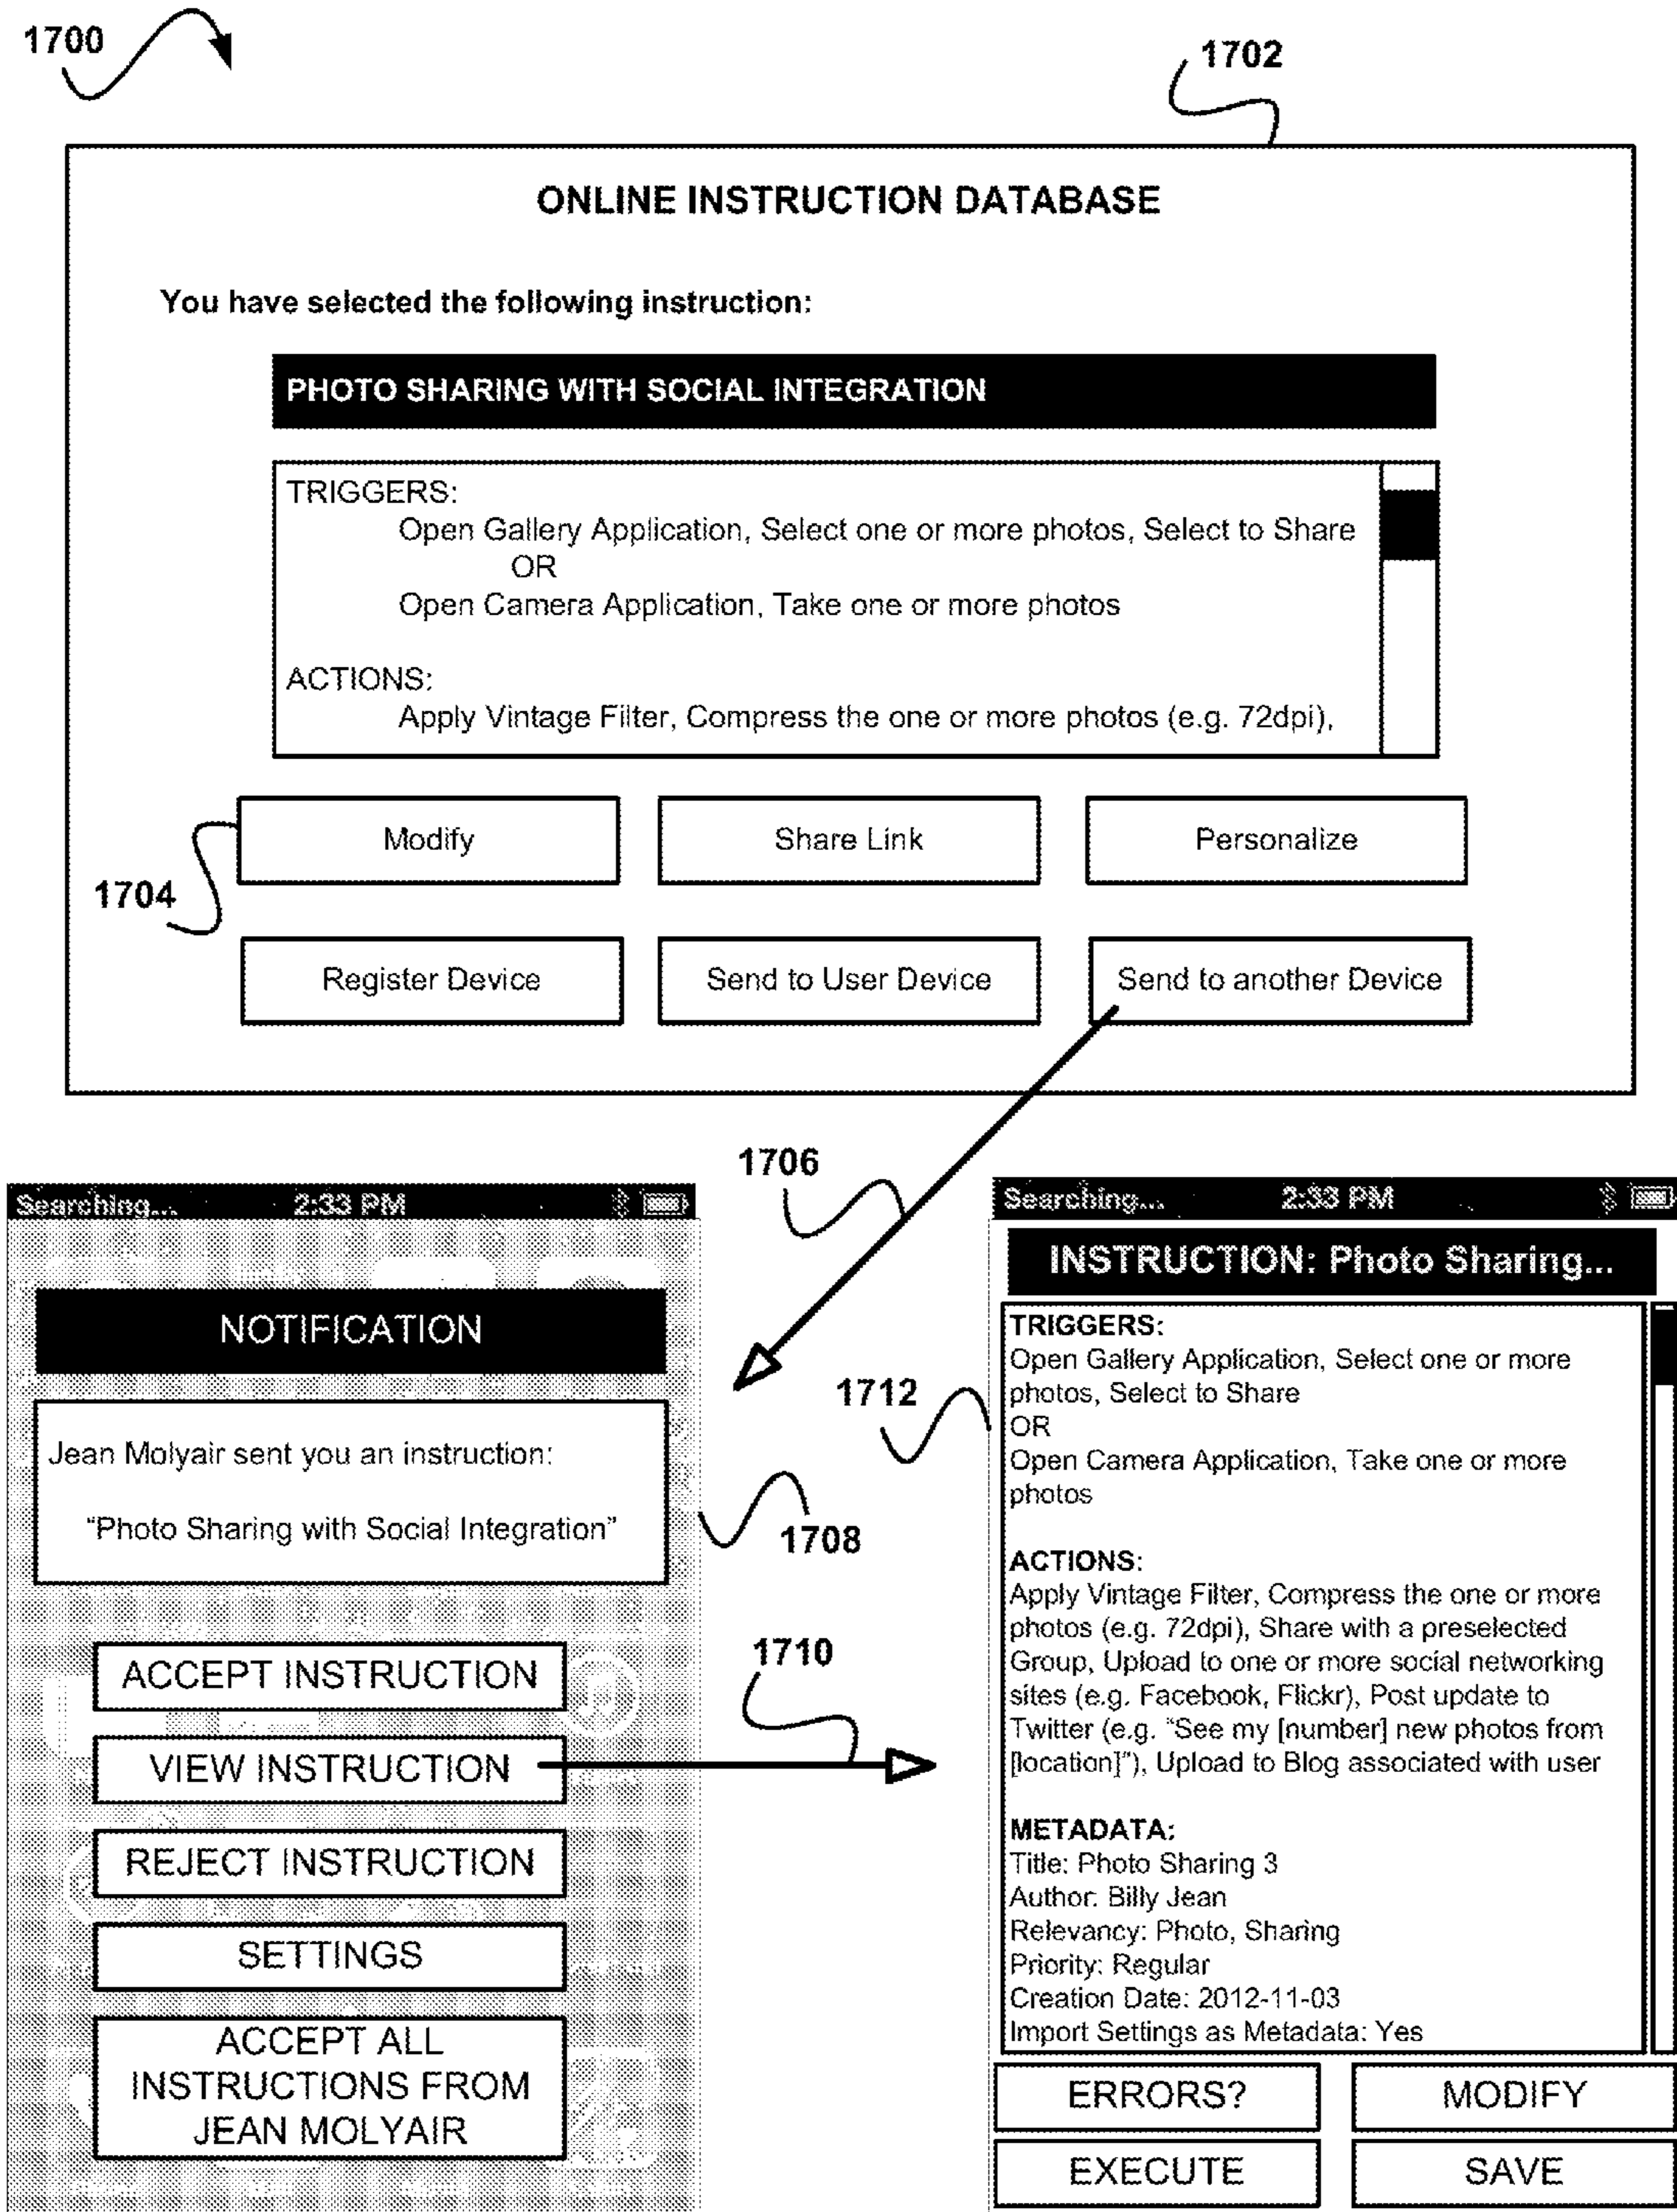 1700
1702
ONLINE INSTRUCTION DATABASE
You have selected the following instruction:
PHOTO SHARING WITH SOCIAL INTEGRATION
TRIGGERS:
Open Gallery Application, Select one or more photos, Select to Share
OR
Open Camera Application, Take one or more photos
ACTIONS:
Apply Vintage Filter, Compress the one or more photos (e.g. 72dpi),
Modify
Share Link
Personalize
1704
Register Device
Send to User Device
Send to another Device
1706
Searching... 2:33 PM
NOTIFICATION
Jean Molyair sent you an instruction:
“Photo Sharing with Social Integration”
1708
ACCEPT INSTRUCTION
VIEW INSTRUCTION
REJECT INSTRUCTION
SETTINGS
ACCEPT ALL
INSTRUCTIONS FROM
JEAN MOLYAIR
1710
1712
Searching... 2:33 PM
INSTRUCTION: Photo Sharing...
TRIGGERS:
Open Gallery Application, Select one or more
photos, Select to Share
OR
Open Camera Application, Take one or more
photos
ACTIONS:
Apply Vintage Filter, Compress the one or more
photos (e.g. 72dpi), Share with a preselected
Group, Upload to one or more social networking
sites (e.g. Facebook, Flickr), Post update to
Twitter (e.g. “See my [number] new photos from
[location]”), Upload to Blog associated with user
METADATA:
Title: Photo Sharing 3
Author: Billy Jean
Relevancy: Photo, Sharing
Priority: Regular
Creation Date: 2012-11-03
Import Settings as Metadata: Yes
ERRORS?
MODIFY
EXECUTE
SAVE